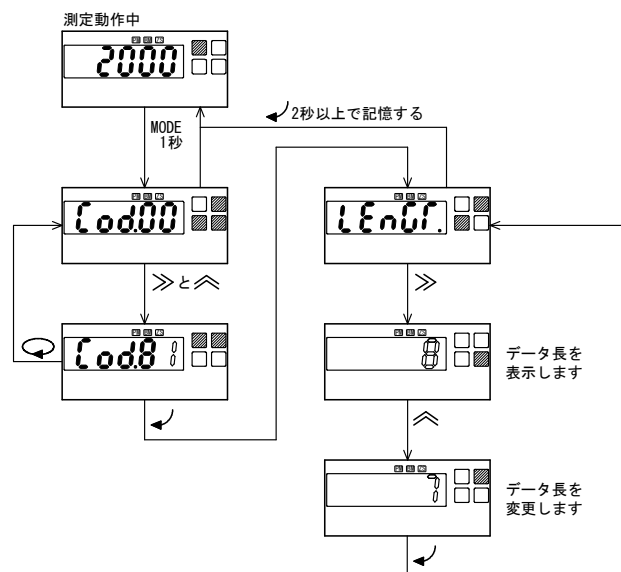 測定動作中
2000
MODE
1秒
2秒以上で記憶する
Cod.00
LEnGT.
と
Cod.81
8
データ長を
表示します
7
データ長を
変更します